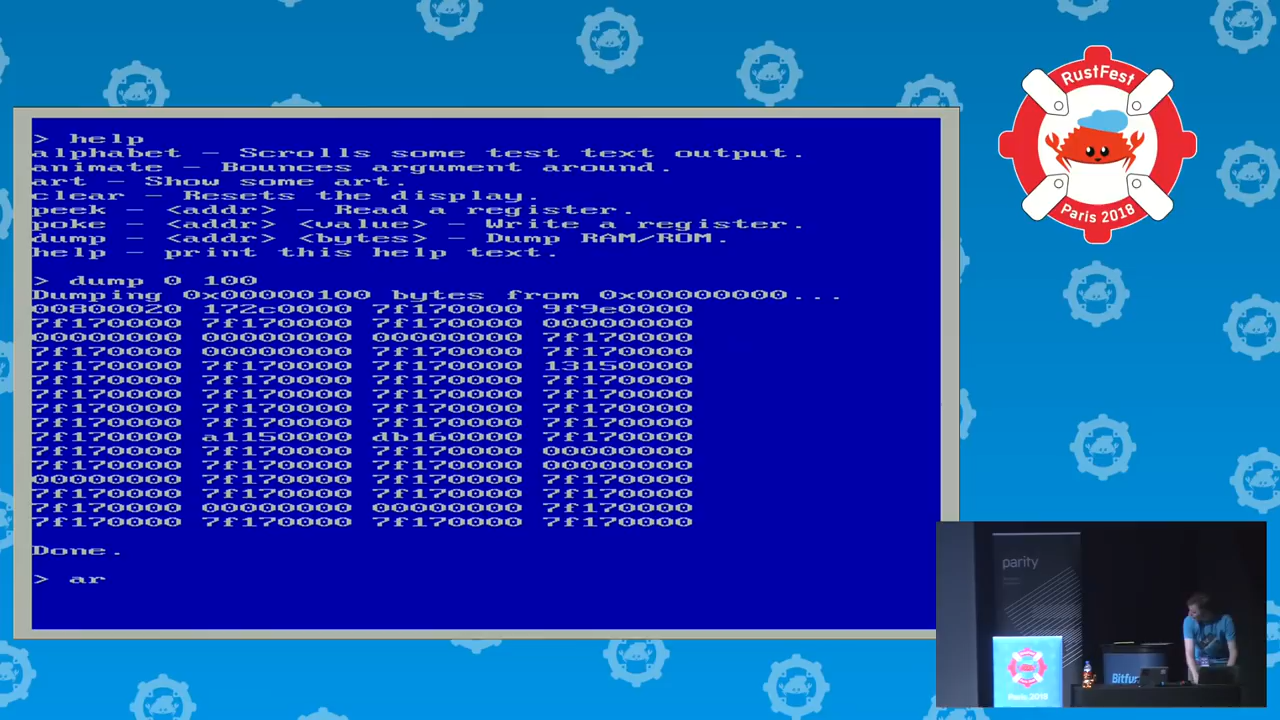 > help
alphabet - Scrolls some test text output.
animate - Bounces argument around.
art - Show some art.
clear - Resets the display.
peek - <addr> - Read a register.
poke - <addr> <value> - Write a register.
dump - <addr> <bytes> - Dump RAM/ROM.
help - print this help text.
> dump 0 100
Dumping 0x00000100 bytes from 0x00000000...
00800020 172c0000 7f170000 9f9e0000
7f170000 7f170000 7f170000 00000000
00000000 00000000 00000000 7f170000
7f170000 00000000 7f170000 7f170000
7f170000 7f170000 7f170000 13150000
7f170000 7f170000 7f170000 7f170000
7f170000 7f170000 7f170000 7f170000
7f170000 7f170000 7f170000 7f170000
7f170000 7f170000 7f170000 7f170000
7f170000 a1150000 db160000 7f170000
7f170000 7f170000 7f170000 00000000
7f170000 7f170000 7f170000 00000000
00000000 7f170000 7f170000 7f170000
7f170000 7f170000 7f170000 7f170000
7f170000 00000000 00000000 7f170000
7f170000 7f170000 7f170000 7f170000
Done.
> ar
RustFest
Paris 2018
parity
Paris 2018